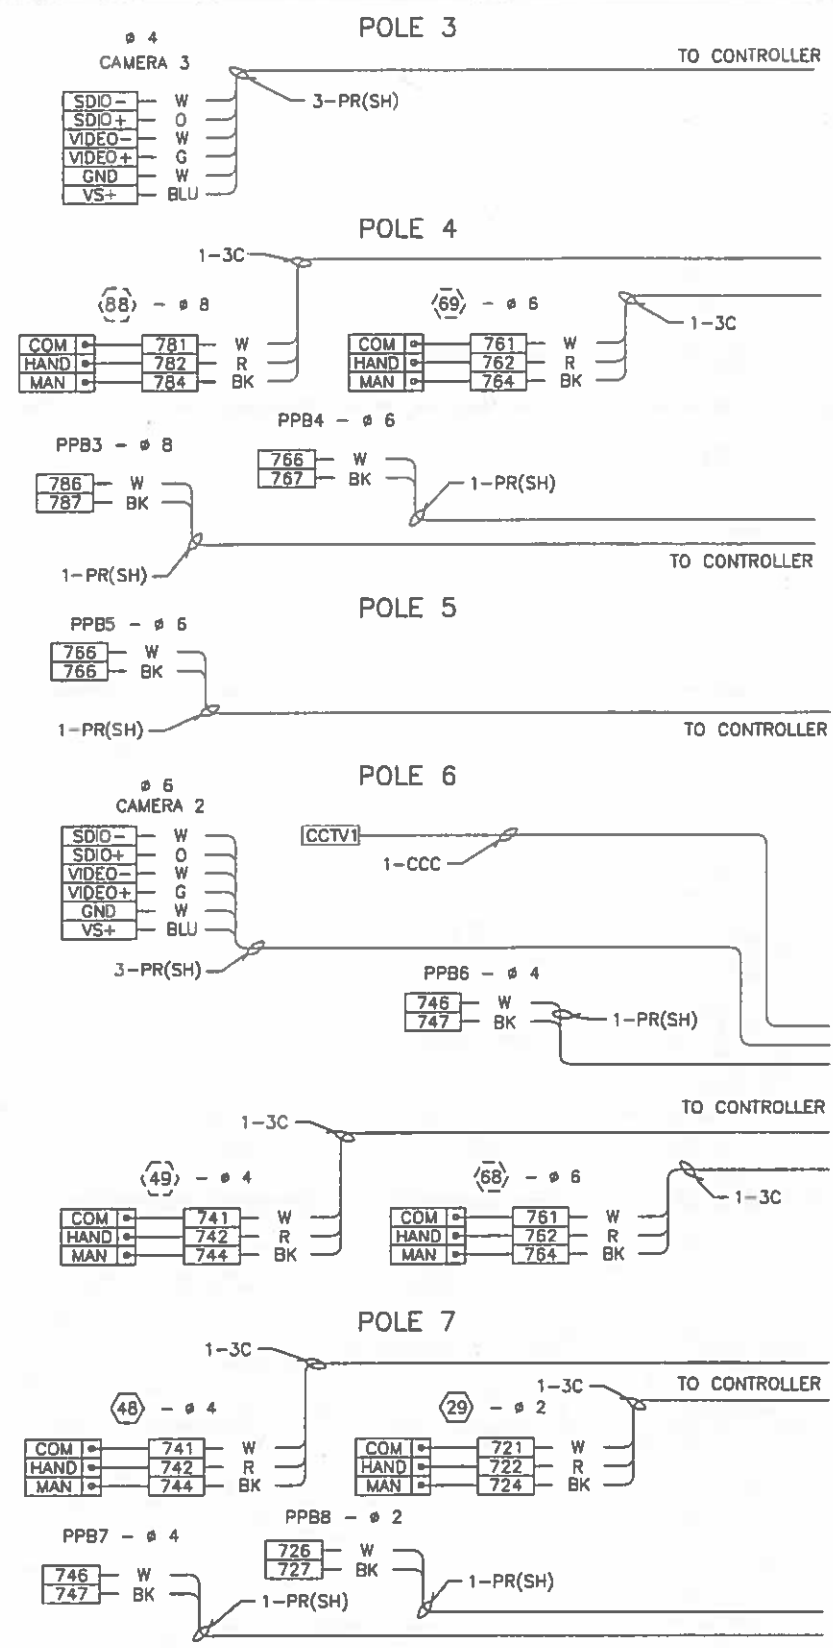 POLE 3
ø 4
CAMERA 3
TO CONTROLLER
3-PR(SH)
SDIO- W
SDIO+ O
VIDEO- W
VIDEO+ G
GND W
VS+ BLU
POLE 4
1-3C
88 - ø 8
69 - ø 6
1-3C
COM 781 W
HAND 782 R
MAN 784 BK
COM 761 W
HAND 762 R
MAN 764 BK
PPB4 - ø 6
PPB3 - ø 8
766 W
767 BK
1-PR(SH)
786 W
787 BK
1-PR(SH)
TO CONTROLLER
POLE 5
PPB5 - ø 6
766 W
766 BK
1-PR(SH)
TO CONTROLLER
POLE 6
ø 6
CAMERA 2
SDIO- W
SDIO+ O
VIDEO- W
VIDEO+ G
GND W
VS+ BLU
CCTV1
1-CCC
3-PR(SH)
PPB6 - ø 4
746 W
747 BK
1-PR(SH)
TO CONTROLLER
1-3C
49 - ø 4
68 - ø 6
1-3C
COM 741 W
HAND 742 R
MAN 744 BK
COM 761 W
HAND 762 R
MAN 764 BK
POLE 7
1-3C
TO CONTROLLER
1-3C
48 - ø 4
29 - ø 2
COM 741 W
HAND 742 R
MAN 744 BK
COM 721 W
HAND 722 R
MAN 724 BK
PPB8 - ø 2
PPB7 - ø 4
726 W
727 BK
1-PR(SH)
746 W
747 BK
1-PR(SH)